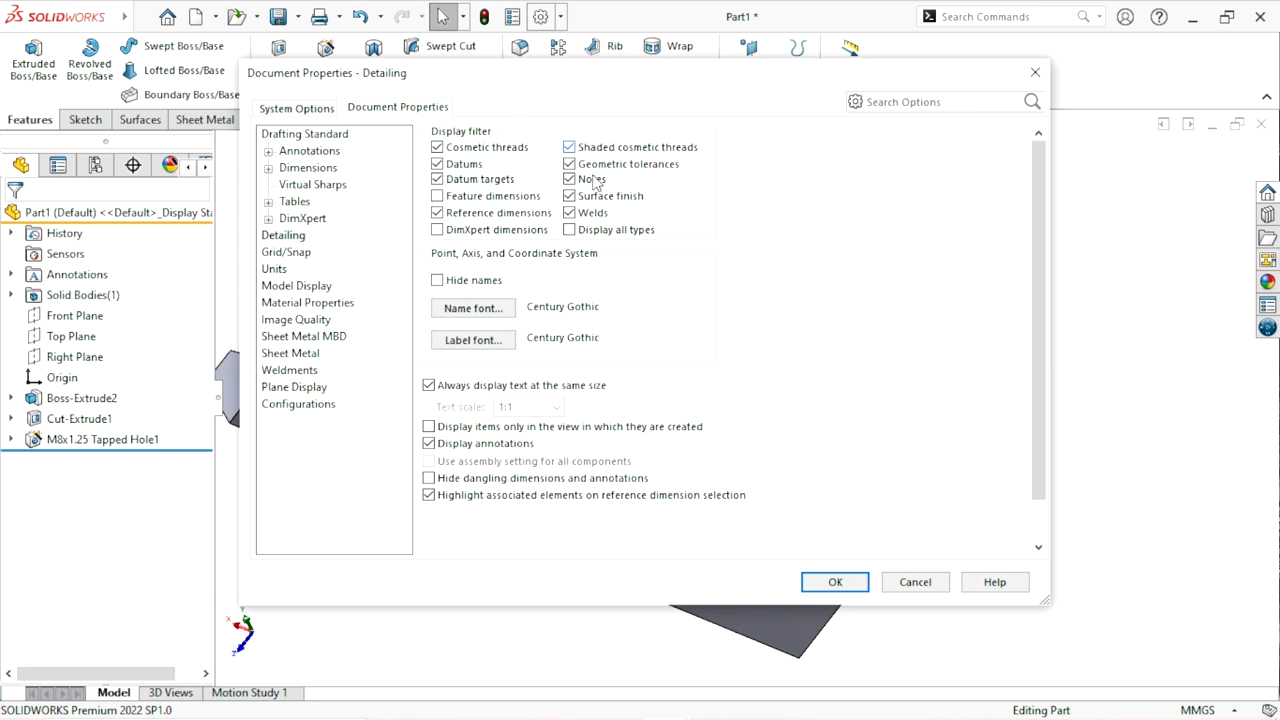 SOLIDWORKS
Part1 *
Search Commands
Extruded Boss/Base
Revolved Boss/Base
Swept Boss/Base
Lofted Boss/Base
Boundary Boss/Base
Swept Cut
Rib
Wrap
Features
Sketch
Surfaces
Sheet Metal
Document Properties - Detailing
System Options
Document Properties
Search Options
Part1 (Default) <<Default>_Display Sta
History
Sensors
Annotations
Solid Bodies(1)
Front Plane
Top Plane
Right Plane
Origin
Boss-Extrude2
Cut-Extrude1
M8x1.25 Tapped Hole1
Drafting Standard
Annotations
Dimensions
Virtual Sharps
Tables
DimXpert
Detailing
Grid/Snap
Units
Model Display
Material Properties
Image Quality
Sheet Metal MBD
Sheet Metal
Weldments
Plane Display
Configurations
Display filter
Cosmetic threads
Shaded cosmetic threads
Datums
Geometric tolerances
Datum targets
Notes
Feature dimensions
Surface finish
Reference dimensions
Welds
DimXpert dimensions
Display all types
Point, Axis, and Coordinate System
Hide names
Name font...
Century Gothic
Label font...
Century Gothic
Always display text at the same size
Text scale:
1:1
Display items only in the view in which they are created
Display annotations
Use assembly setting for all components
Hide dangling dimensions and annotations
Highlight associated elements on reference dimension selection
OK
Cancel
Help
X
Y
Z
Model
3D Views
Motion Study 1
SOLIDWORKS Premium 2022 SP1.0
Editing Part
MMGS